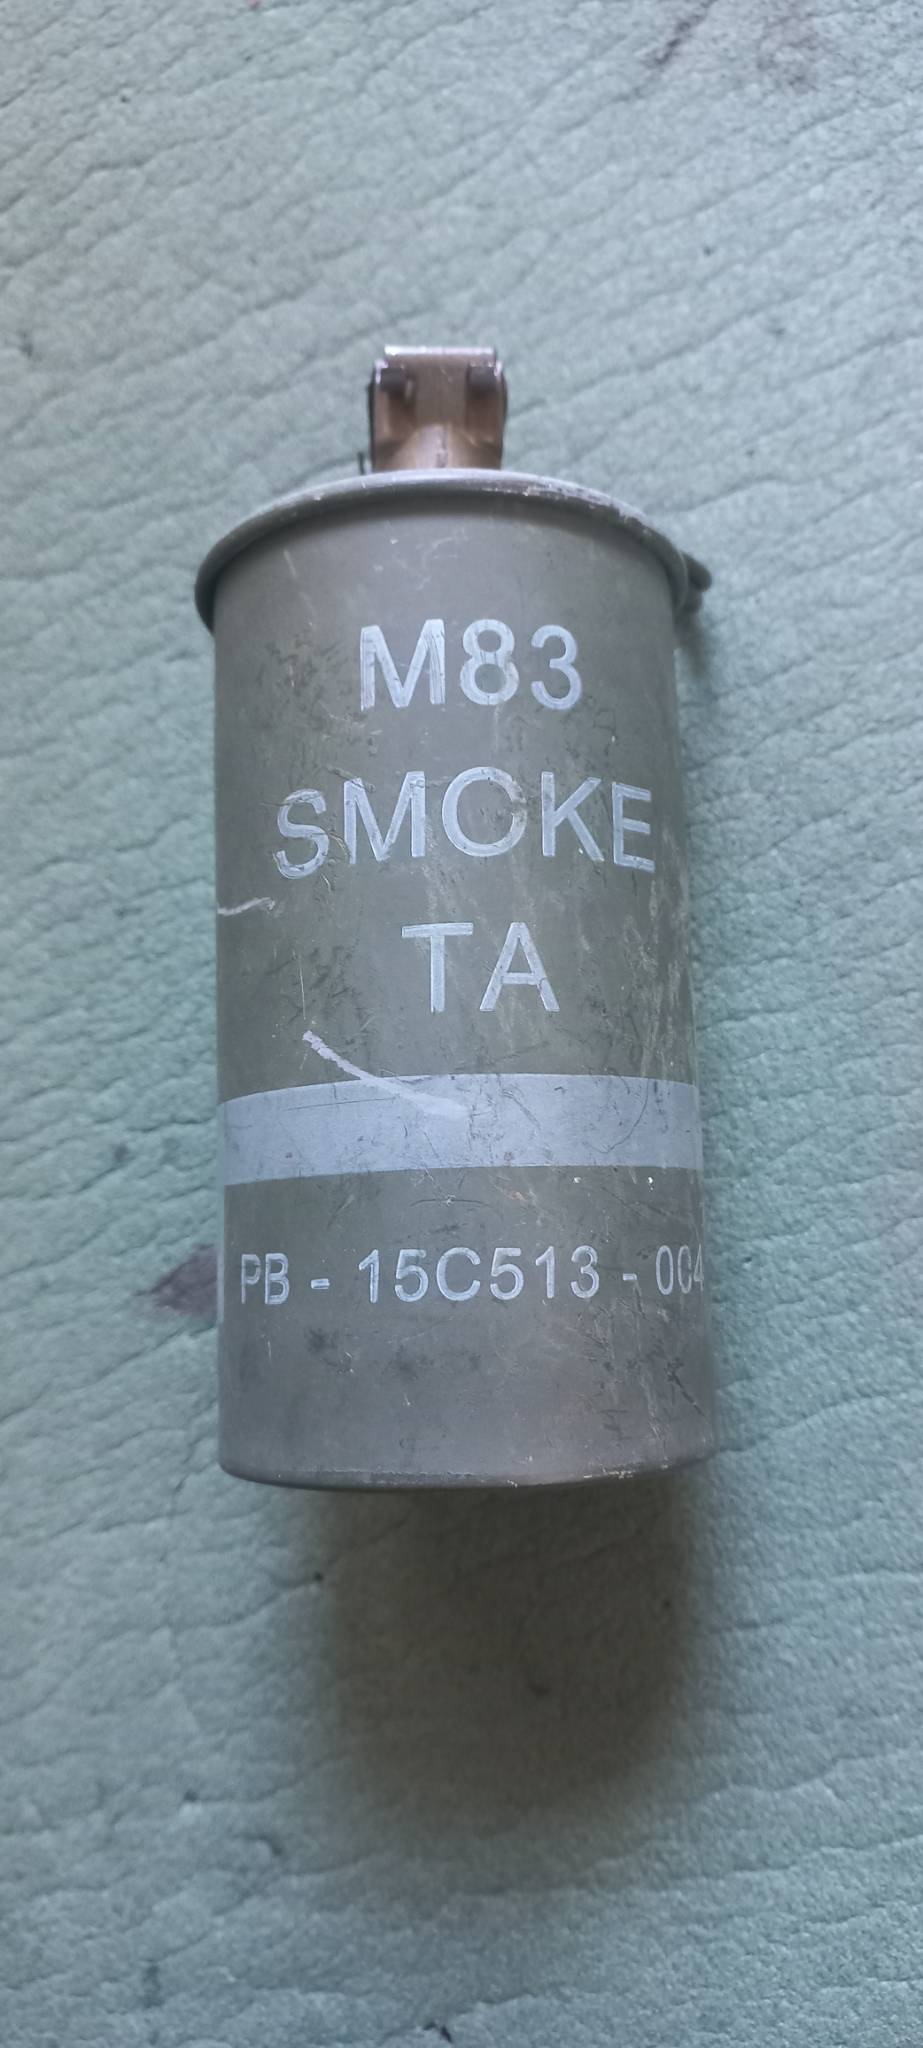 M83
SMOKE
TA
PB - 15C513 - 004